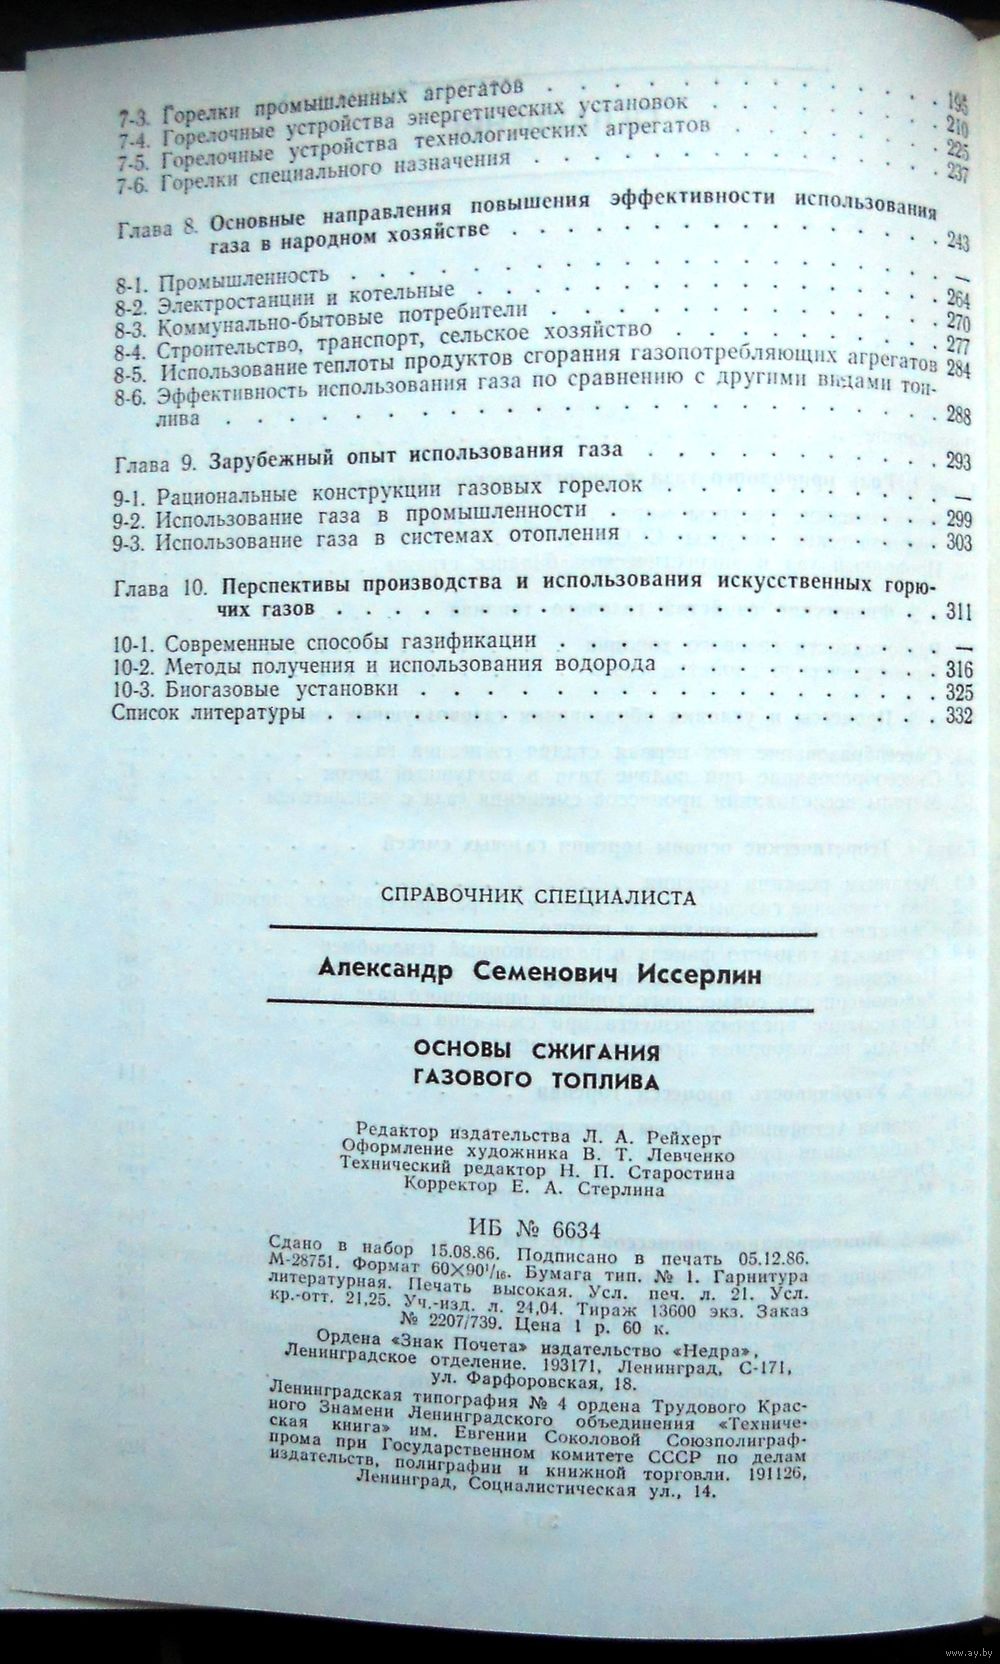 7-3. Горелки промышленных агрегатов . . . . . . . . . . . 195
7-4. Горелочные устройства энергетических установок . . . . . . . 210
7-5. Горелочные устройства технологических агрегатов . . . . . . 225
7-6. Горелки специального назначения . . . . . . . . . . . 237
Глава 8. Основные направления повышения эффективности использования
газа в народном хозяйстве . . . . . . . . . . . . . 243
8-1. Промышленность . . . . . . . . . . . . . . . —
8-2. Электростанции и котельные . . . . . . . . . . . . 264
8-3. Коммунально-бытовые потребители . . . . . . . . . . 270
8-4. Строительство, транспорт, сельское хозяйство . . . . . . . 277
8-5. Использование теплоты продуктов сгорания газопотребляющих агрегатов 284
8-6. Эффективность использования газа по сравнению с другими видами топ-
лива . . . . . . . . . . . . . . . . . 288
Глава 9. Зарубежный опыт использования газа . . . . . . . . 293
9-1. Рациональные конструкции газовых горелок . . . . . . . —
9-2. Использование газа в промышленности . . . . . . . . . 299
9-3. Использование газа в системах отопления . . . . . . . . 303
Глава 10. Перспективы производства и использования искусственных горю-
чих газов . . . . . . . . . . . . . . . . 311
10-1. Современные способы газификации . . . . . . . . . . —
10-2. Методы получения и использования водорода . . . . . . . 316
10-3. Биогазовые установки . . . . . . . . . . . . . . 325
Список литературы . . . . . . . . . . . . . . . . . 332
СПРАВОЧНИК СПЕЦИАЛИСТА
Александр Семенович Иссерлин
ОСНОВЫ СЖИГАНИЯ
ГАЗОВОГО ТОПЛИВА
Редактор издательства Л. А. Рейхерт
Оформление художника В. Т. Левченко
Технический редактор Н. П. Старостина
Корректор Е. А. Стерлина
ИБ № 6634
Сдано в набор 15.08.86. Подписано в печать 05.12.86.
М-28751. Формат 60×90¹/₁₆. Бумага тип. № 1. Гарнитура
литературная. Печать высокая. Усл. печ. л. 21. Усл.
кр.-отт. 21,25. Уч.-изд. л. 24,04. Тираж 13600 экз. Заказ
№ 2207/739. Цена 1 р. 60 к.
Ордена «Знак Почета» издательство «Недра»,
Ленинградское отделение. 193171, Ленинград, С-171,
ул. Фарфоровская, 18.
Ленинградская типография № 4 ордена Трудового Крас-
ного Знамени Ленинградского объединения «Техниче-
ская книга» им. Евгении Соколовой Союзполиграф-
прома при Государственном комитете СССР по делам
издательств, полиграфии и книжной торговли. 191126,
Ленинград, Социалистическая ул., 14.
www.ay.by